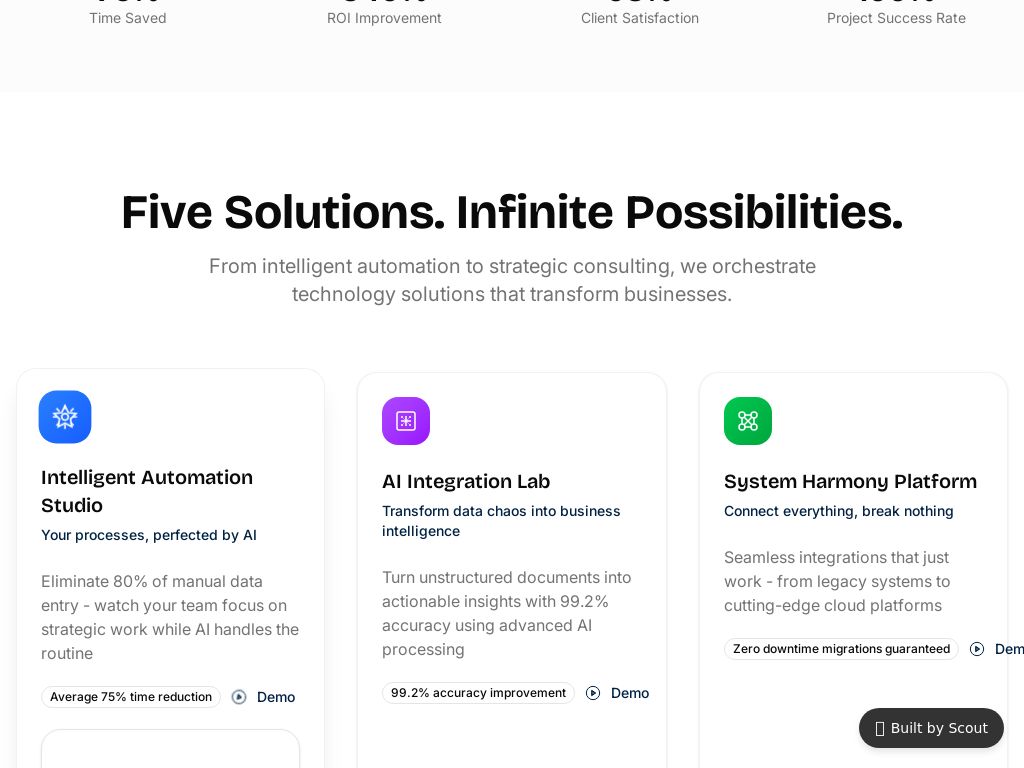 Time Saved
ROI Improvement
Client Satisfaction
Project Success Rate
Five Solutions. Infinite Possibilities.
From intelligent automation to strategic consulting, we orchestrate
technology solutions that transform businesses.
Intelligent Automation
Studio
Your processes, perfected by AI
Eliminate 80% of manual data
entry - watch your team focus on
strategic work while AI handles the
routine
Average 75% time reduction
Demo
AI Integration Lab
Transform data chaos into business
intelligence
Turn unstructured documents into
actionable insights with 99.2%
accuracy using advanced AI
processing
99.2% accuracy improvement
Demo
System Harmony Platform
Connect everything, break nothing
Seamless integrations that just
work - from legacy systems to
cutting-edge cloud platforms
Zero downtime migrations guaranteed
Built by Scout